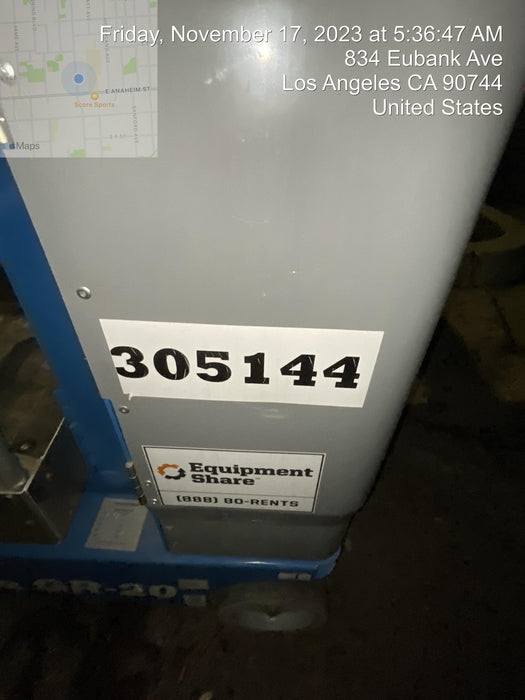 Friday, November 17, 2023 at 5:36:47 AM
834 Eubank Ave
Los Angeles CA 90744
United States
E ANAHEIM ST
Score Sports
Maps
305144
Equipment
Share
(888) 80-RENTS